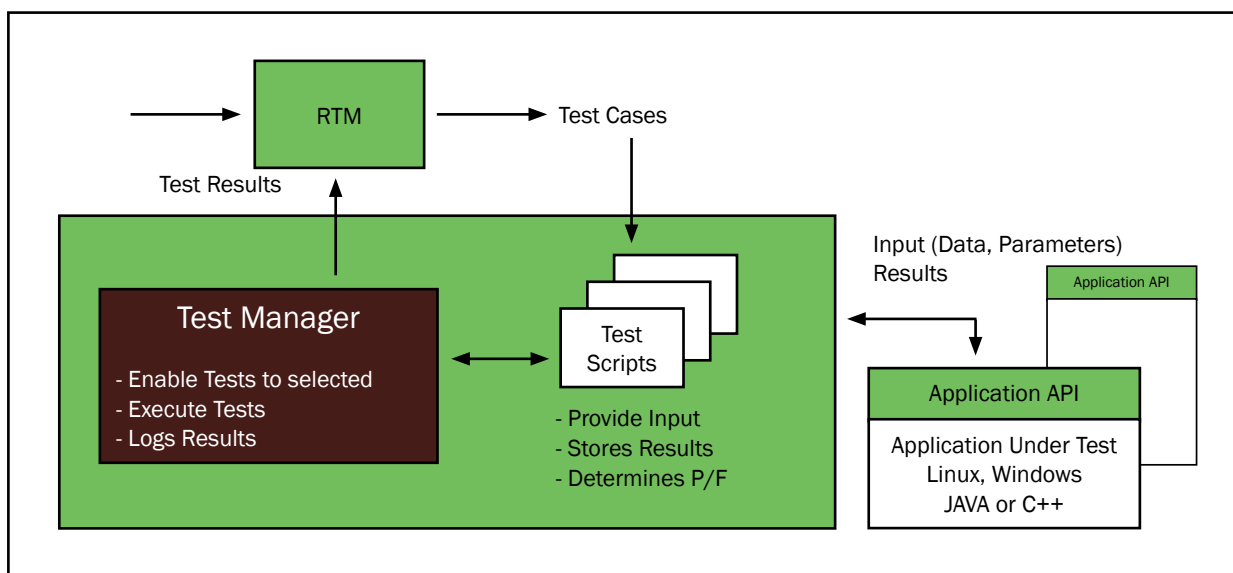 RTM
Test Cases
Test Results
Input (Data, Parameters)
Results
Application API
Test Manager
- Enable Tests to selected
- Execute Tests
- Logs Results
Test
Scripts
- Provide Input
- Stores Results
- Determines P/F
Application API
Application Under Test
Linux, Windows
JAVA or C++